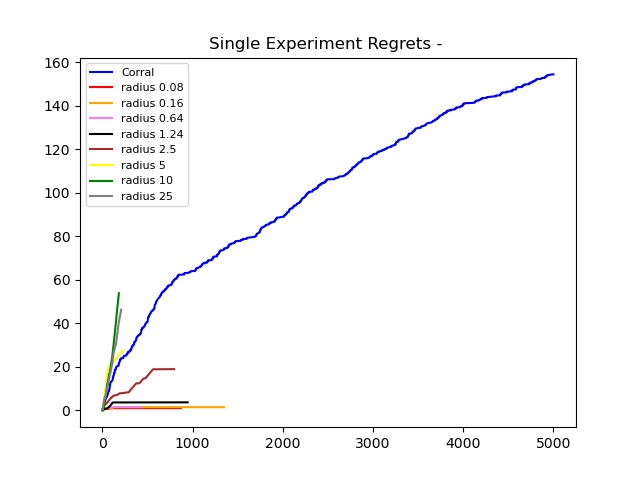 Single Experiment Regrets -
160
140
120
100
80
60
40
20
0
Corral
radius 0.08
radius 0.16
radius 0.64
radius 1.24
radius 2.5
radius 5
radius 10
radius 25
0 1000 2000 3000 4000 5000